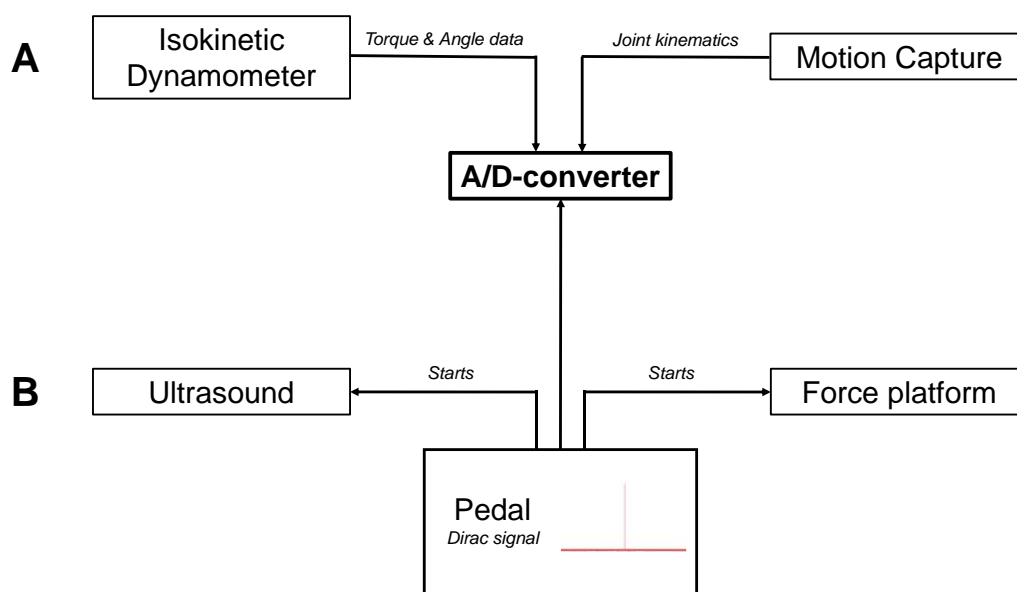 A
Isokinetic
Dynamometer
Torque & Angle data
Joint kinematics
Motion Capture
A/D-converter
B
Ultrasound
Starts
Starts
Force platform
Pedal
Dirac signal